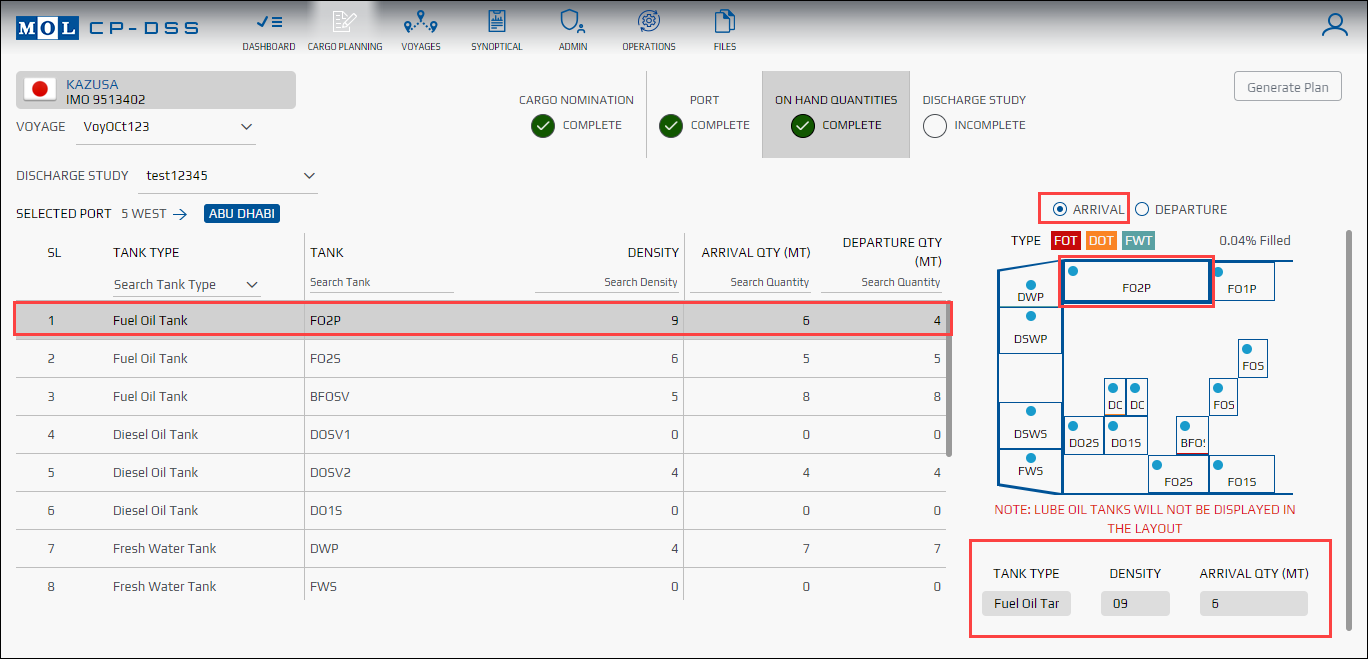 MOL CP-DSS
DASHBOARD CARGO PLANNING VOYAGES SYNOPTICAL ADMIN OPERATIONS FILES
KAZUSA
IMO 9513402
VOYAGE VoyOCt123
CARGO NOMINATION
COMPLETE
PORT
COMPLETE
ON HAND QUANTITIES
COMPLETE
DISCHARGE STUDY
INCOMPLETE
Generate Plan
DISCHARGE STUDY test12345
SELECTED PORT 5 WEST ABU DHABI
SL TANK TYPE TANK DENSITY ARRIVAL QTY (MT) DEPARTURE QTY (MT)
Search Tank Type Search Tank Search Density Search Quantity Search Quantity
1 Fuel Oil Tank FO2P 9 6 4
2 Fuel Oil Tank FO2S 6 5 5
3 Fuel Oil Tank BFOSV 5 8 8
4 Diesel Oil Tank DOSV1 0 0 0
5 Diesel Oil Tank DOSV2 4 4 4
6 Diesel Oil Tank DO1S 0 0 0
7 Fresh Water Tank DWP 4 7 7
8 Fresh Water Tank FWS 0 0 0
ARRIVAL DEPARTURE
TYPE FOT DOT FWT 0.04% Filled
DWP FO2P FO1P
DSWP
FOS
DC DC FOS
DSWS DO2S DO1S BFOS
FWS FO2S FO1S
NOTE: LUBE OIL TANKS WILL NOT BE DISPLAYED IN
THE LAYOUT
TANK TYPE DENSITY ARRIVAL QTY (MT)
Fuel Oil Tar 09 6